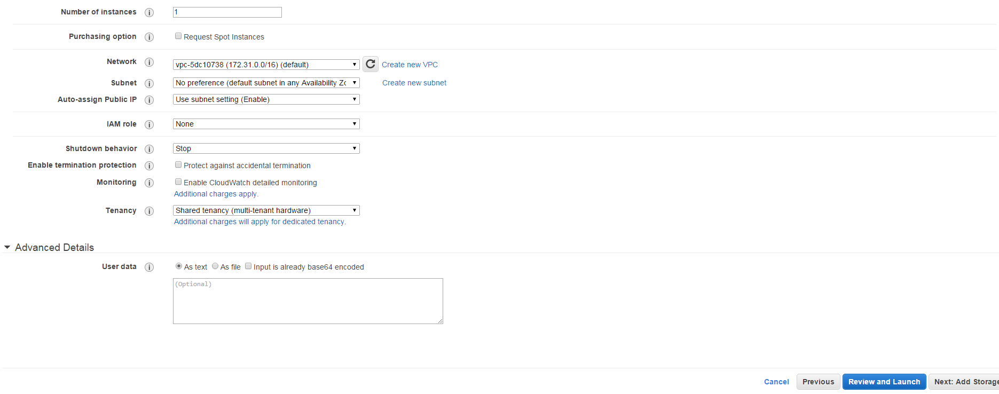 Number of instances 1
Purchasing option Request Spot Instances
Network vpc-5dc10738 (172.31.0.0/16) (default) Create new VPC
Subnet No preference (default subnet in any Availability Zc Create new subnet
Auto-assign Public IP Use subnet setting (Enable)
IAM role None
Shutdown behavior Stop
Enable termination protection Protect against accidental termination
Monitoring Enable CloudWatch detailed monitoring
Additional charges apply.
Tenancy Shared tenancy (multi-tenant hardware)
Additional charges will apply for dedicated tenancy.
Advanced Details
User data As text As file Input is already base64 encoded
(Optional)
Cancel Previous Review and Launch Next: Add Storage